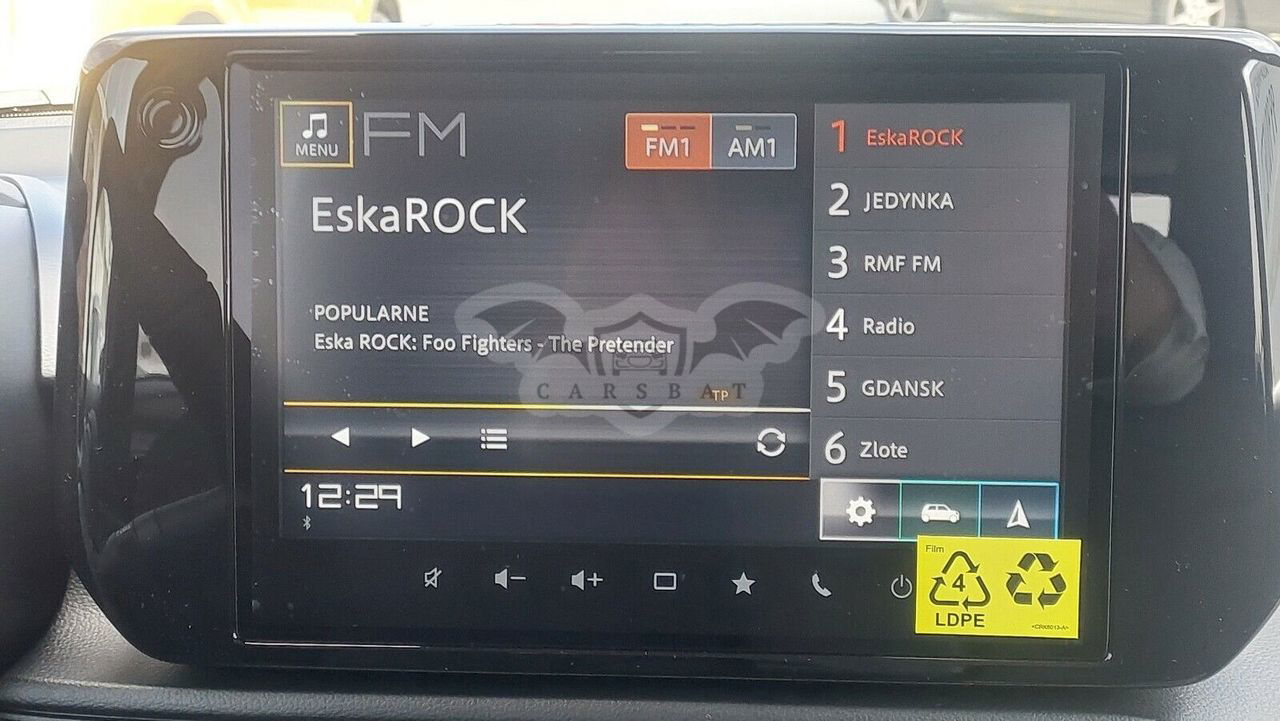 MENU
FM
FM1
AM1
EskaROCK
POPULARNE
Eska ROCK: Foo Fighters - The Pretender
TP
12:29
1 EskaROCK
2 JEDYNKA
3 RMF FM
4 Radio
5 GDANSK
6 Zlote
CARSBAT
Film
4
LDPE
<CRK5013-A>